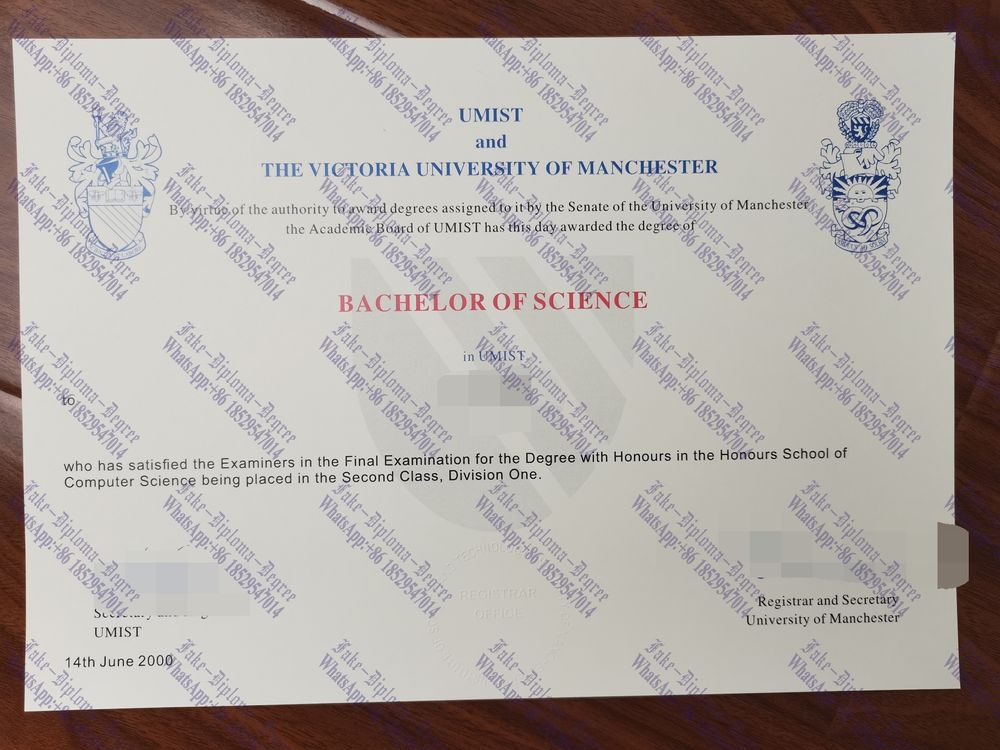 UMIST
and
THE VICTORIA UNIVERSITY OF MANCHESTER
By virtue of the authority to award degrees assigned to it by the Senate of the University of Manchester
the Academic Board of UMIST has this day awarded the degree of
BACHELOR OF SCIENCE
in UMIST
to
who has satisfied the Examiners in the Final Examination for the Degree with Honours in the Honours School of
Computer Science being placed in the Second Class, Division One.
REGISTRAR
OFFICE
Secretary and
UMIST
Registrar and Secretary
University of Manchester
14th June 2000
Fake-Diploma-Degree
WhatsApp:+86 18529547014